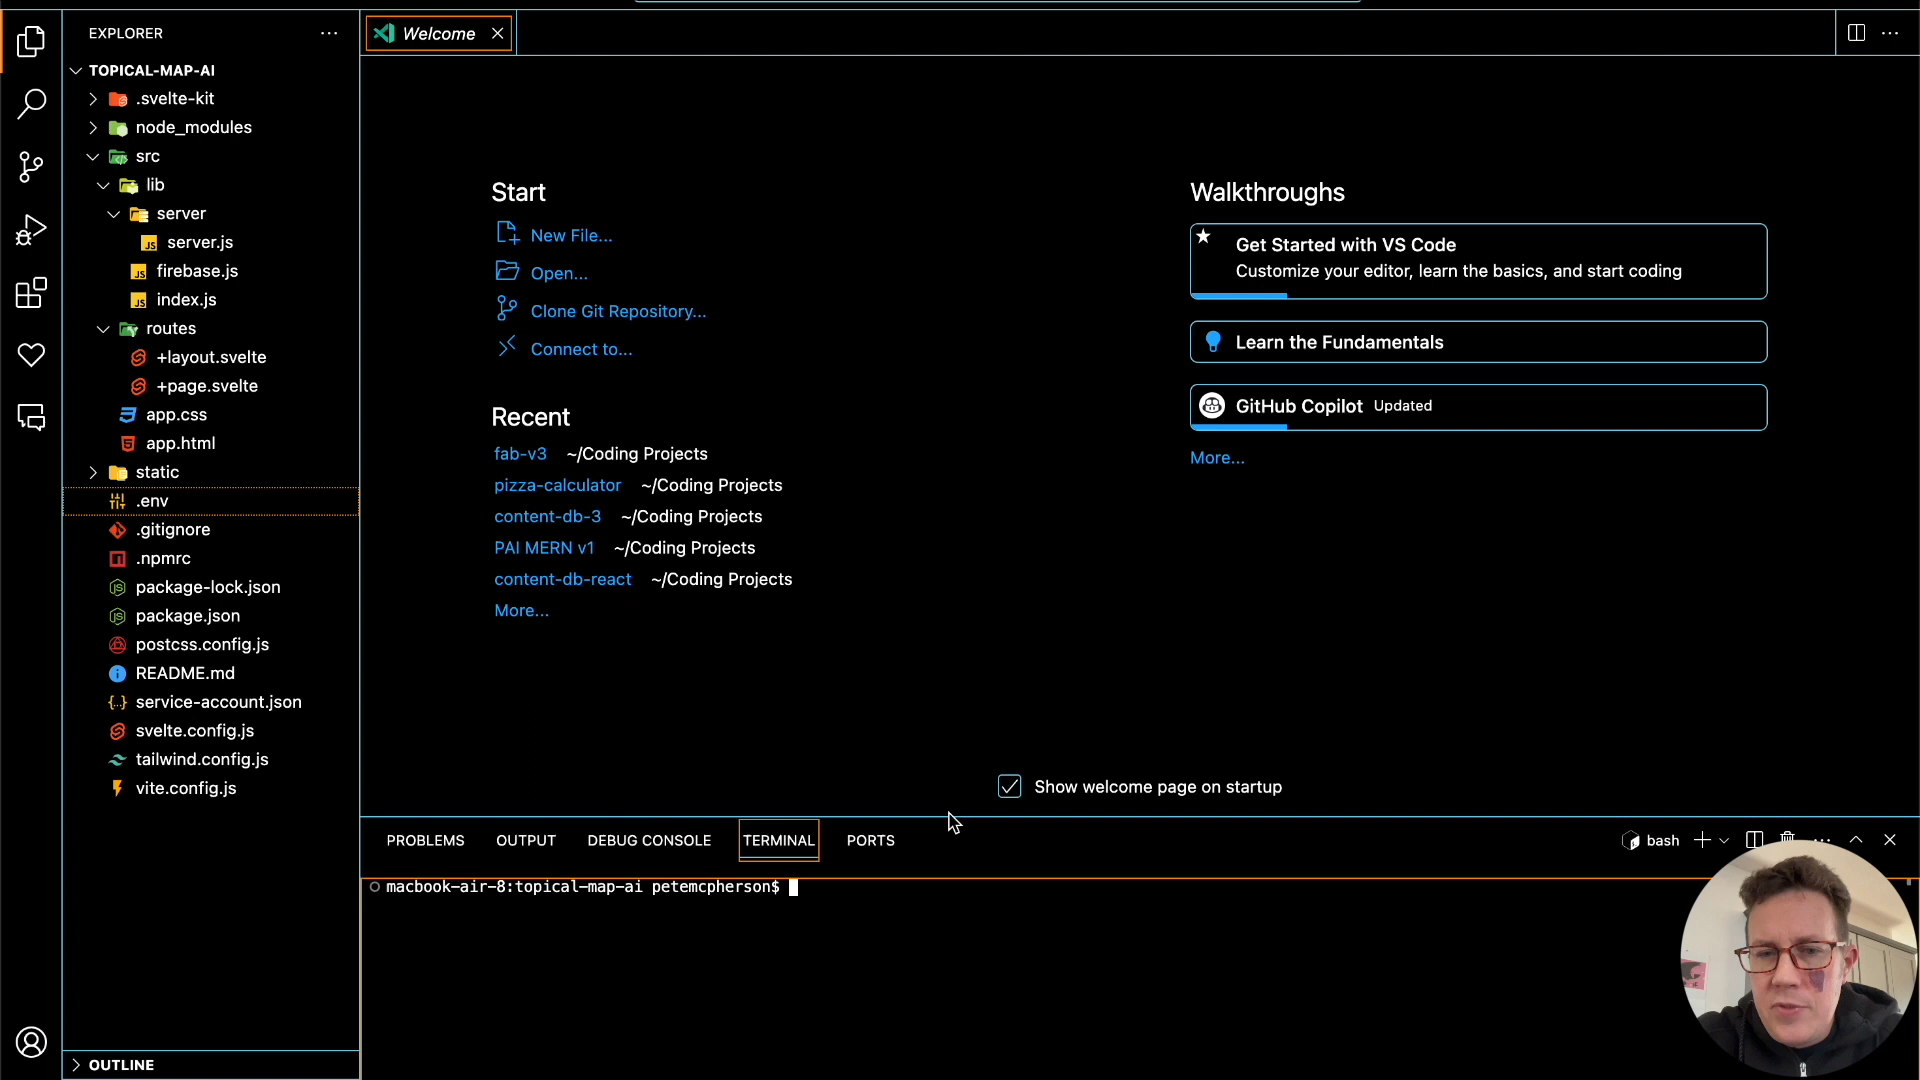 EXPLORER
TOPICAL-MAP-AI
.svelte-kit
node_modules
src
lib
server
server.js
firebase.js
index.js
routes
+layout.svelte
+page.svelte
app.css
app.html
static
.env
.gitignore
.npmrc
package-lock.json
package.json
postcss.config.js
README.md
service-account.json
svelte.config.js
tailwind.config.js
vite.config.js
OUTLINE
Welcome
Start
New File...
Open...
Clone Git Repository...
Connect to...
Recent
fab-v3 ~/Coding Projects
pizza-calculator ~/Coding Projects
content-db-3 ~/Coding Projects
PAI MERN v1 ~/Coding Projects
content-db-react ~/Coding Projects
More...
Walkthroughs
Get Started with VS Code
Customize your editor, learn the basics, and start coding
Learn the Fundamentals
GitHub Copilot Updated
More...
Show welcome page on startup
PROBLEMS OUTPUT DEBUG CONSOLE TERMINAL PORTS
bash
macbook-air-8:topical-map-ai petemcpherson$